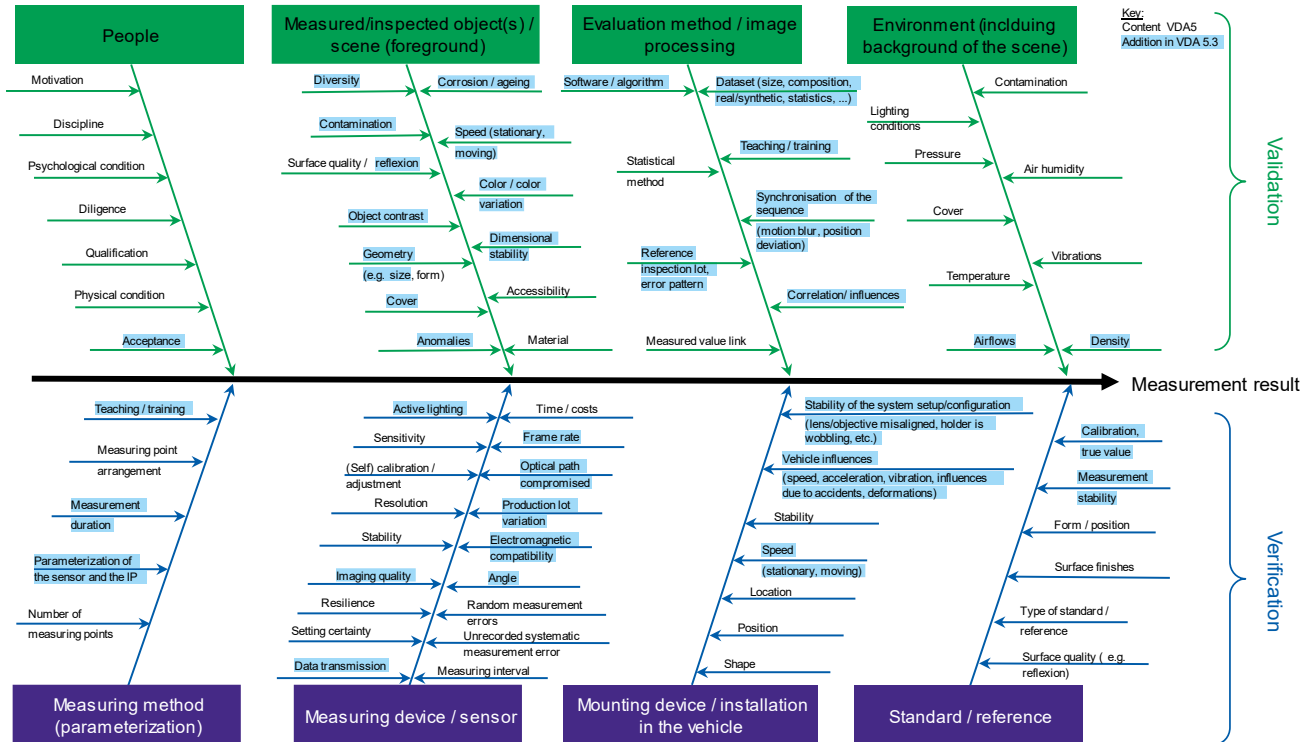 People
Measured/inspected object(s) /
scene (foreground)
Evaluation method / image
processing
Environment (inclduing
background of the scene)
Key:
Content VDA5
Addition in VDA 5.3
Motivation
Discipline
Psychological condition
Diligence
Qualification
Physical condition
Acceptance
Diversity
Corrosion / ageing
Contamination
Speed (stationary,
moving)
Surface quality / reflexion
Color / color
variation
Object contrast
Dimensional
stability
Geometry
(e.g. size, form)
Accessibility
Cover
Anomalies
Material
Software / algorithm
Dataset (size, composition,
real/synthetic, statistics, ...)
Teaching / training
Statistical
method
Synchronisation of the
sequence
(motion blur, position
deviation)
Reference
inspection lot,
error pattern
Correlation/ influences
Measured value link
Contamination
Lighting
conditions
Pressure
Air humidity
Cover
Vibrations
Temperature
Airflows
Density
Validation
Measurement result
Teaching / training
Measuring point
arrangement
Measurement
duration
Parameterization of
the sensor and the IP
Number of
measuring points
Active lighting
Time / costs
Sensitivity
Frame rate
(Self) calibration /
adjustment
Optical path
compromised
Resolution
Production lot
variation
Stability
Electromagnetic
compatibility
Imaging quality
Angle
Resilience
Random measurement
errors
Setting certainty
Unrecorded systematic
measurement error
Data transmission
Measuring interval
Stability of the system setup/configuration
(lens/objective misaligned, holder is
wobbling, etc.)
Vehicle influences
(speed, acceleration, vibration, influences
due to accidents, deformations)
Stability
Speed
(stationary, moving)
Location
Position
Shape
Calibration,
true value
Measurement
stability
Form / position
Surface finishes
Type of standard /
reference
Surface quality ( e.g.
reflexion)
Verification
Measuring method
(parameterization)
Measuring device / sensor
Mounting device / installation
in the vehicle
Standard / reference